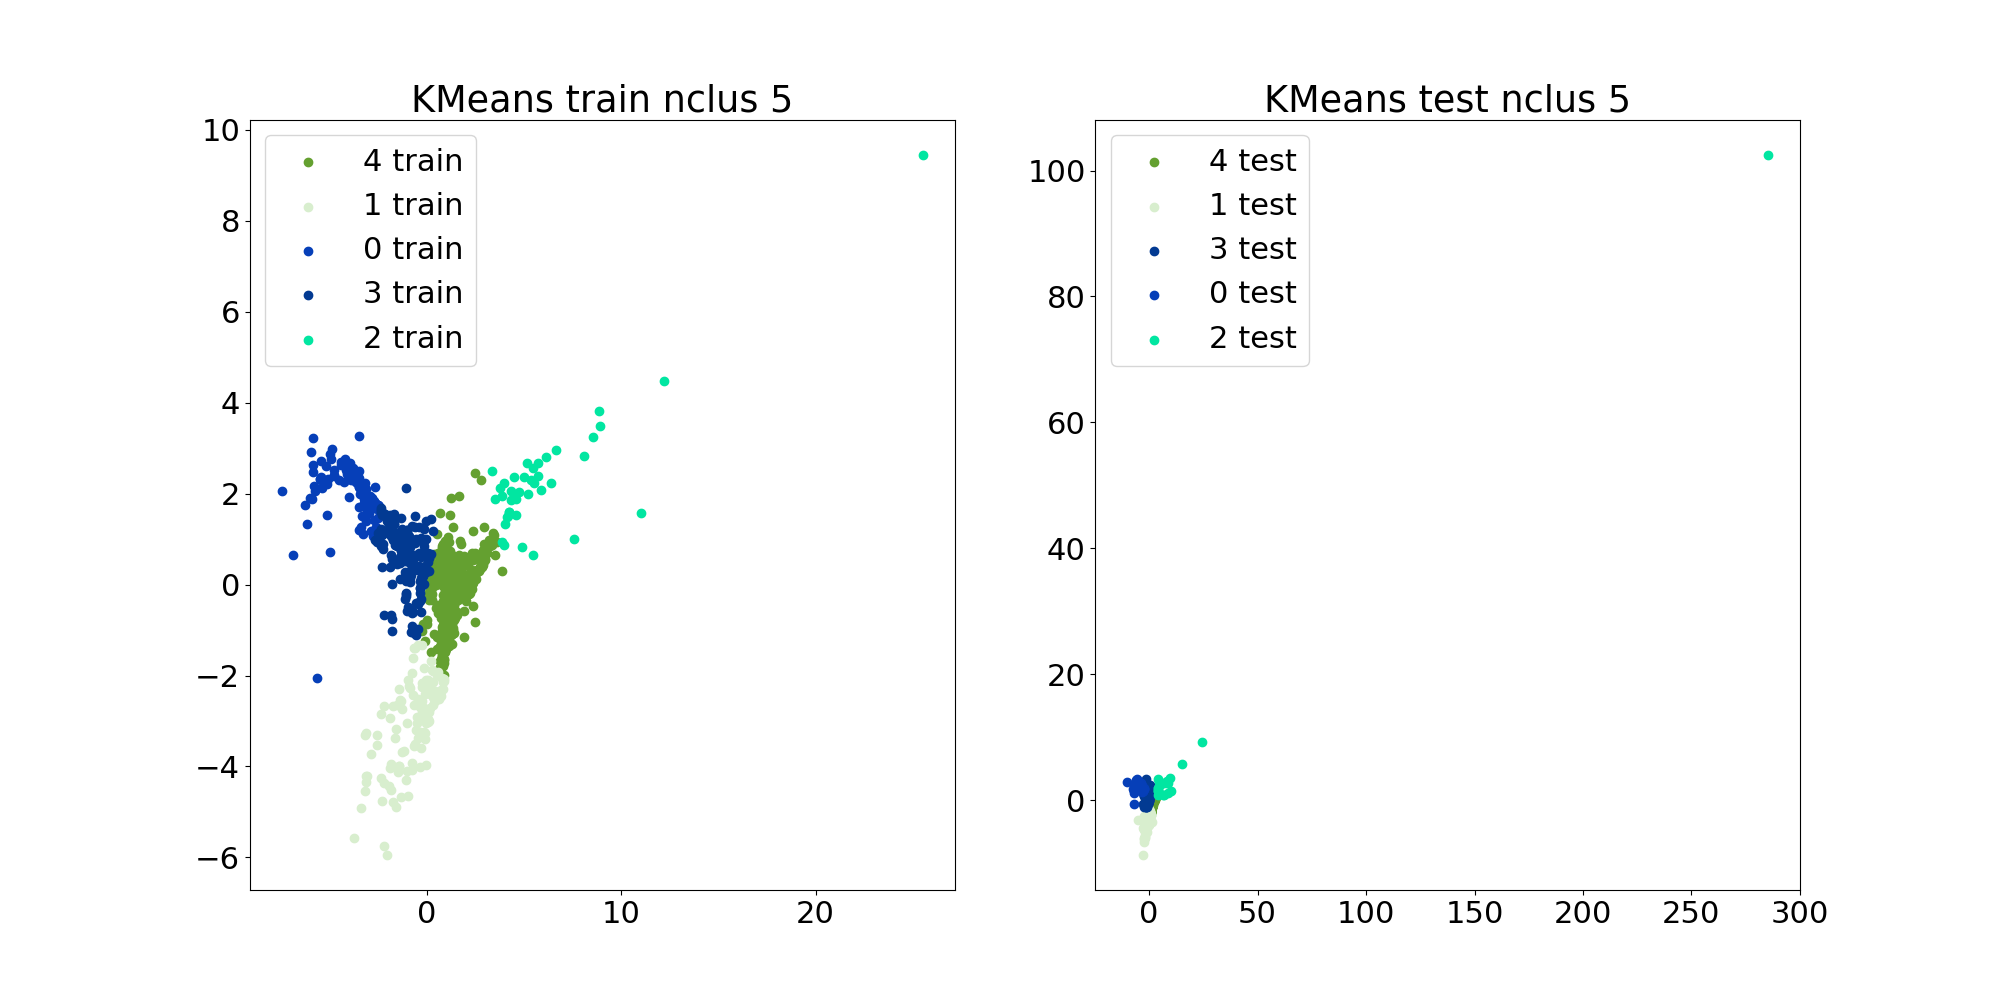 KMeans train nclus 5
10
8
6
4
2
0
−2
−4
−6
0 10 20
4 train
1 train
0 train
3 train
2 train
KMeans test nclus 5
100
80
60
40
20
0
0 50 100 150 200 250 300
4 test
1 test
3 test
0 test
2 test